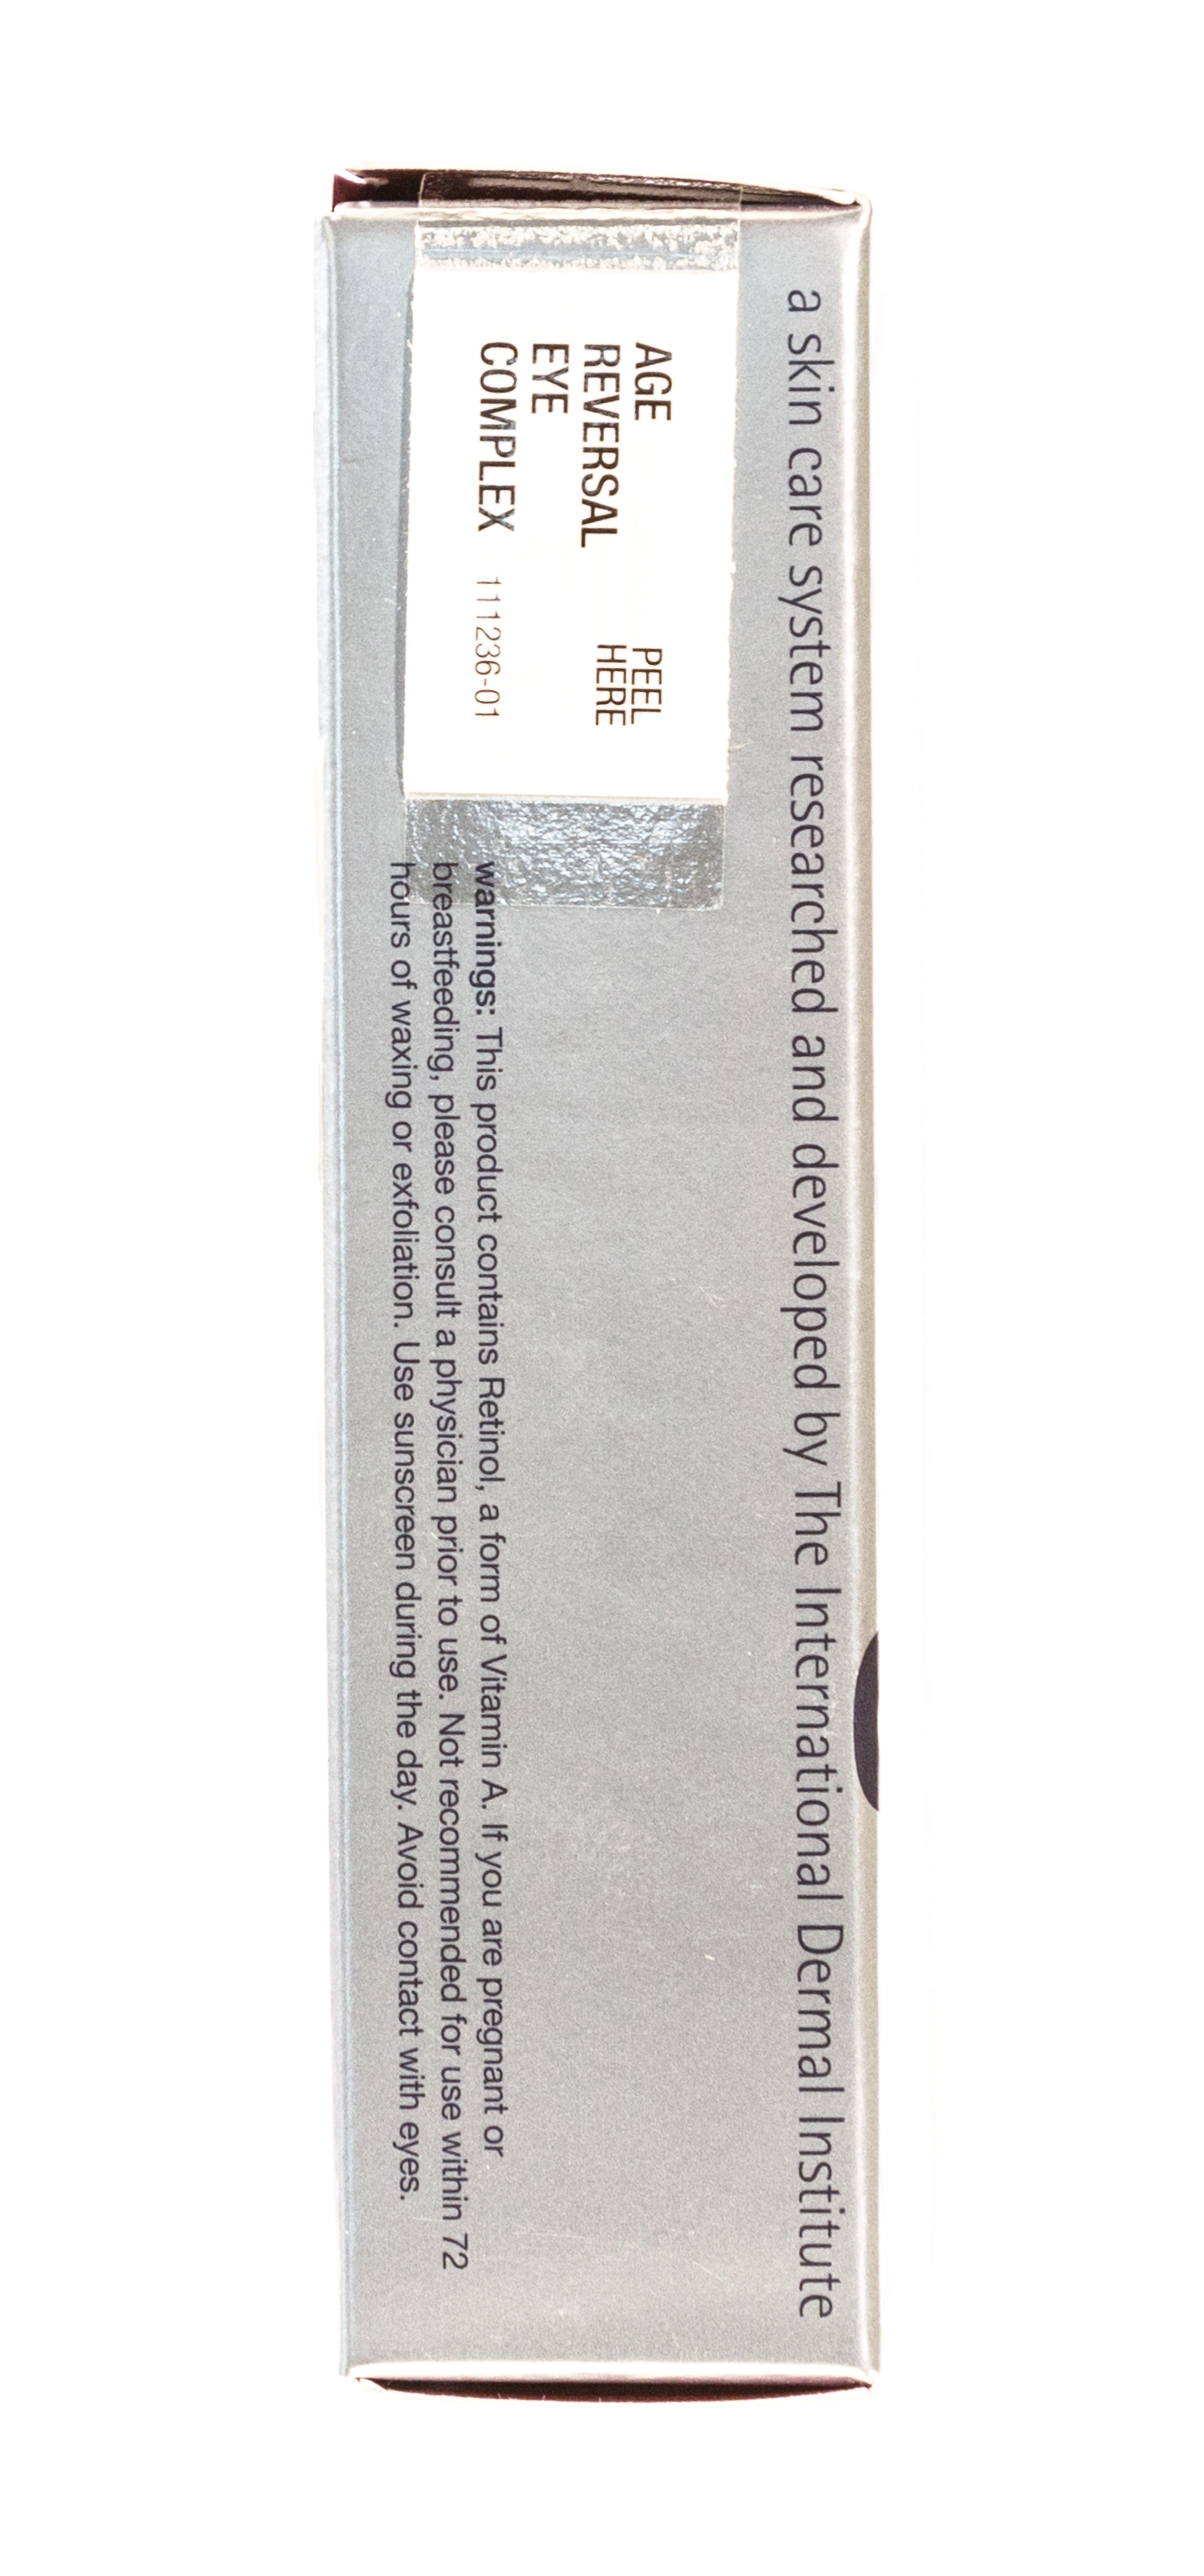 a skin care system researched and developed by The International Dermal Institute
AGE
REVERSAL
EYE
COMPLEX
PEEL
HERE
111236-01
warnings: This product contains Retinol, a form of Vitamin A. If you are pregnant or
breastfeeding, please consult a physician prior to use. Not recommended for use within 72
hours of waxing or exfoliation. Use sunscreen during the day. Avoid contact with eyes.